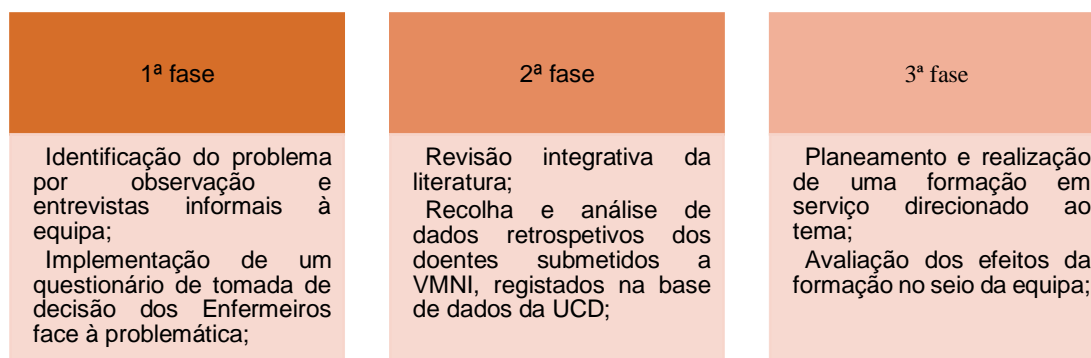 1ª fase
Identificação do problema
por observação e
entrevistas informais à
equipa;
Implementação de um
questionário de tomada de
decisão dos Enfermeiros
face à problemática;
2ª fase
Revisão integrativa da
literatura;
Recolha e análise de
dados retrospetivos dos
doentes submetidos a
VMNI, registados na base
de dados da UCD;
3ª fase
Planeamento e realização
de uma formação em
serviço direcionado ao
tema;
Avaliação dos efeitos da
formação no seio da equipa;